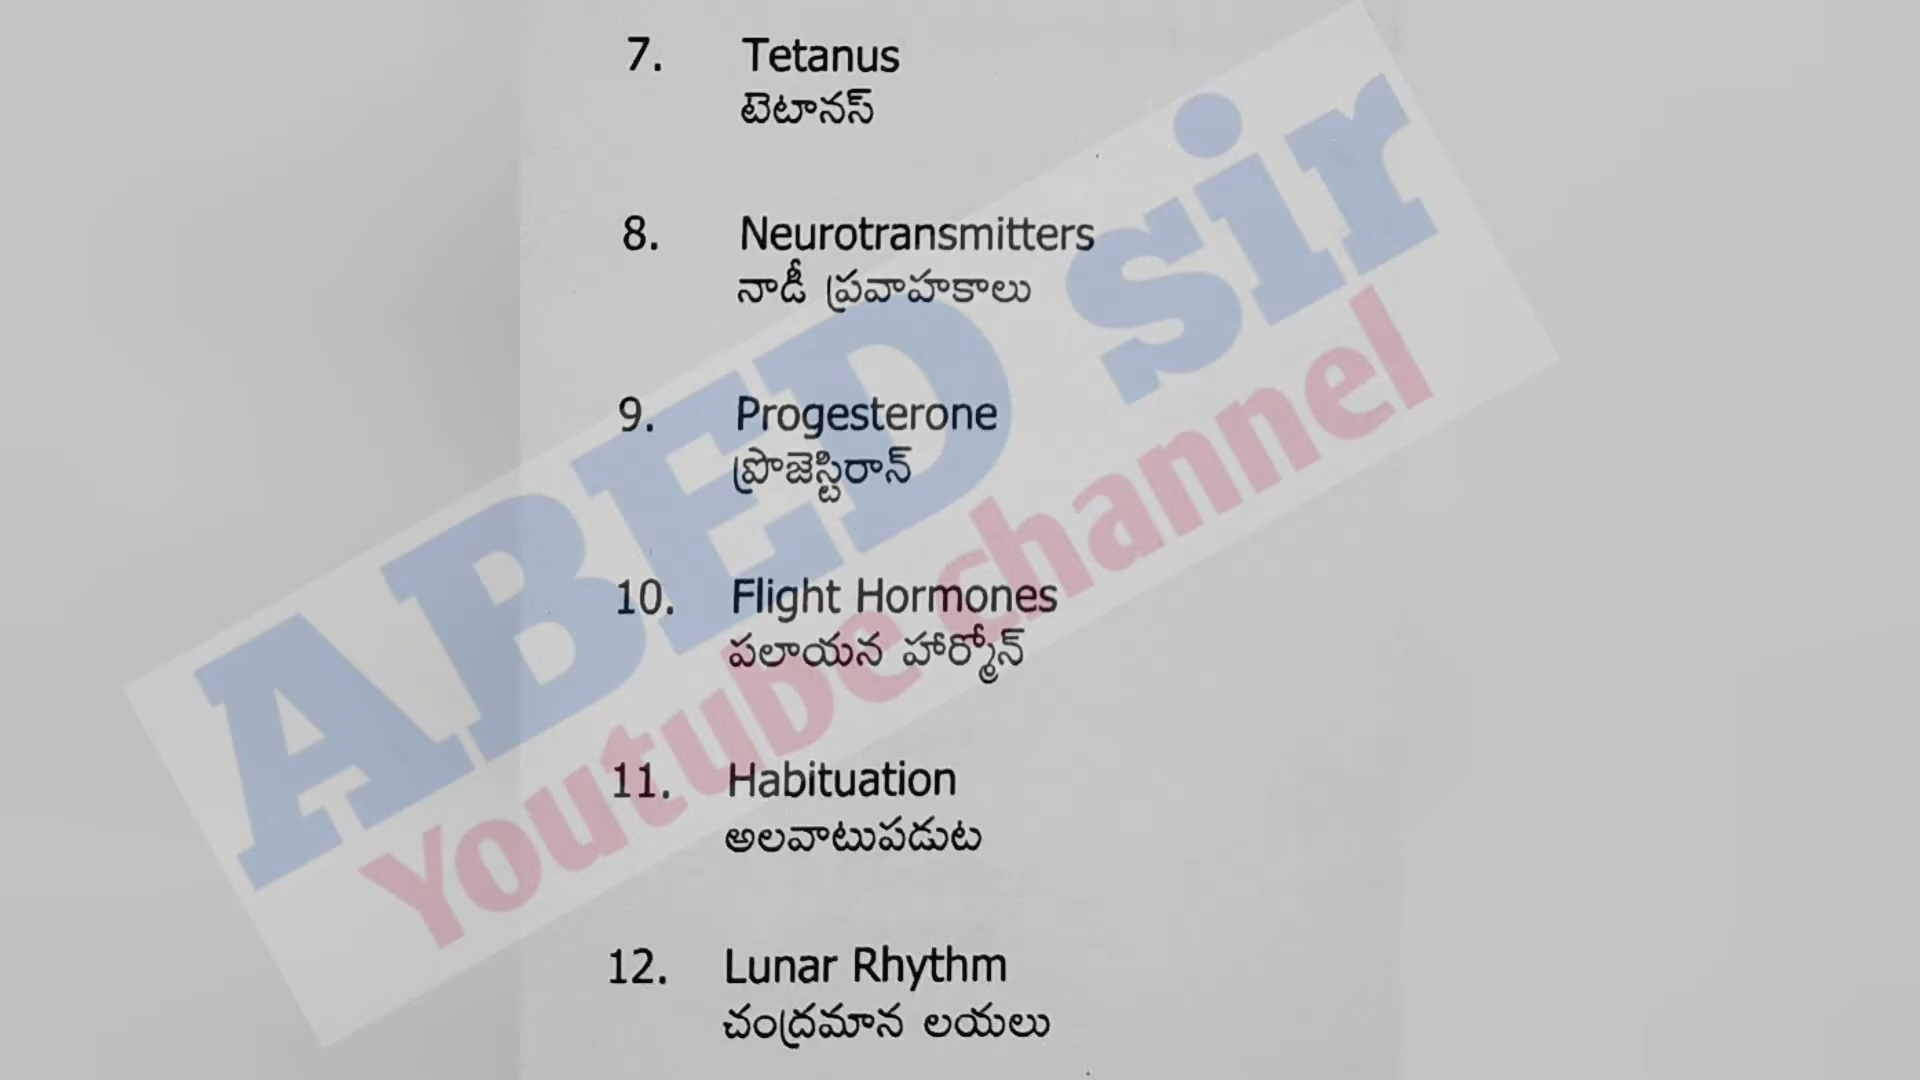 7. Tetanus
టెటానస్
8. Neurotransmitters
నాడీ ప్రవాహకాలు
9. Progesterone
ప్రొజెస్టిరాన్
10. Flight Hormones
పలాయన హార్మోన్
11. Habituation
అలవాటుపడుట
12. Lunar Rhythm
చంద్రమాన లయలు
ABED sir
Youtube channel